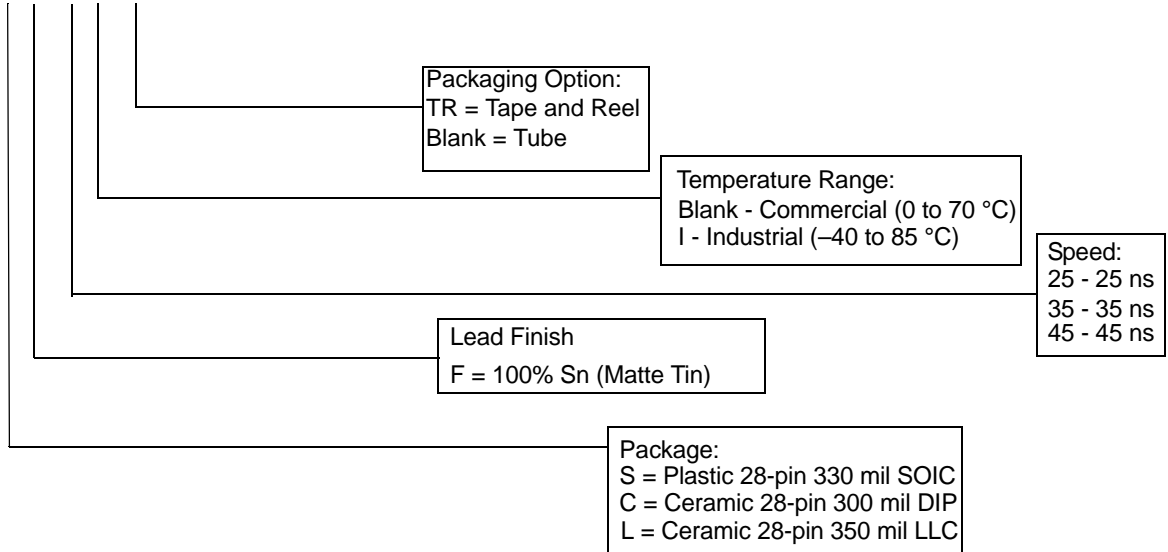 Packaging Option:
TR = Tape and Reel
Blank = Tube
Temperature Range:
Blank - Commercial (0 to 70 °C)
I - Industrial (–40 to 85 °C)
Speed:
25 - 25 ns
35 - 35 ns
45 - 45 ns
Lead Finish
F = 100% Sn (Matte Tin)
Package:
S = Plastic 28-pin 330 mil SOIC
C = Ceramic 28-pin 300 mil DIP
L = Ceramic 28-pin 350 mil LLC